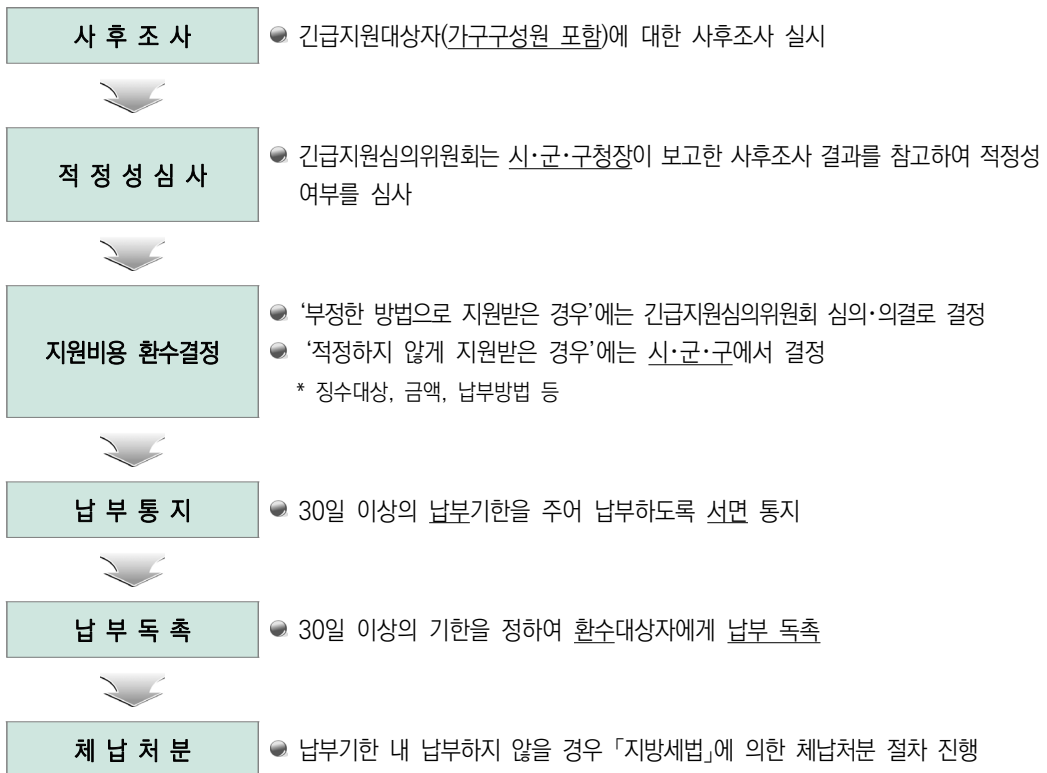 사 후 조 사
● 긴급지원대상자(가구구성원 포함)에 대한 사후조사 실시
적 정 성 심 사
● 긴급지원심의위원회는 시·군·구청장이 보고한 사후조사 결과를 참고하여 적정성
여부를 심사
지원비용 환수결정
● ‘부정한 방법으로 지원받은 경우’에는 긴급지원심의위원회 심의·의결로 결정
● ‘적정하지 않게 지원받은 경우’에는 시·군·구에서 결정
* 징수대상, 금액, 납부방법 등
납 부 통 지
● 30일 이상의 납부기한을 주어 납부하도록 서면 통지
납 부 독 촉
● 30일 이상의 기한을 정하여 환수대상자에게 납부 독촉
체 납 처 분
● 납부기한 내 납부하지 않을 경우 「지방세법」에 의한 체납처분 절차 진행